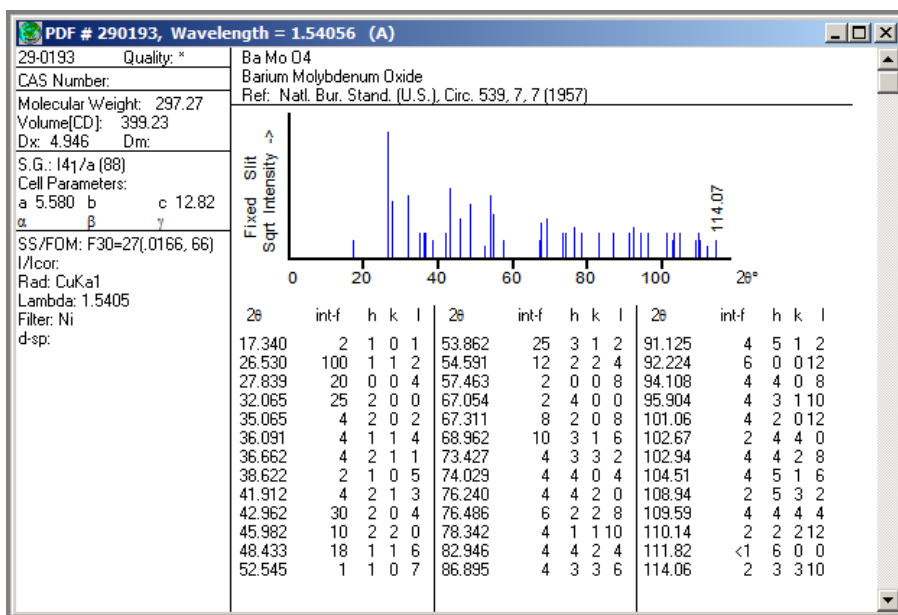 PDF # 290193, Wavelength = 1.54056 (A)
29-0193 Quality: *
CAS Number:
Molecular Weight: 297.27
Volume[CD]: 399.23
Dx: 4.946 Dm:
S.G.: I41/a (88)
Cell Parameters:
a 5.580 b c 12.82
α β γ
SS/FOM: F30=27(.0166, 66)
I/Icor:
Rad: CuKa1
Lambda: 1.5405
Filter: Ni
d-sp:
Ba Mo O4
Barium Molybdenum Oxide
Ref: Natl. Bur. Stand. (U.S.), Circ. 539, 7, 7 (1957)
Fixed Slit
Sqrt Intensity ->
114.07
0 20 40 60 80 100 2θ°
2θ int-f h k l 2θ int-f h k l 2θ int-f h k l
17.340 2 1 0 1 53.862 25 3 1 2 91.125 4 5 1 2
26.530 100 1 1 2 54.591 12 2 2 4 92.224 6 0 0 12
27.839 20 0 0 4 57.463 2 0 0 8 94.108 4 4 0 8
32.065 25 2 0 0 67.054 2 4 0 0 95.904 4 3 1 10
35.065 4 2 0 2 67.311 8 2 0 8 101.06 4 2 0 12
36.091 4 1 1 4 68.962 10 3 1 6 102.67 2 4 4 0
36.662 4 2 1 1 73.427 4 3 3 2 102.94 4 4 2 8
38.622 2 1 0 5 74.029 4 4 0 4 104.51 4 5 1 6
41.912 4 2 1 3 76.240 4 4 2 0 108.94 2 5 3 2
42.962 30 2 0 4 76.486 6 2 2 8 109.59 4 4 4 4
45.982 10 2 2 0 78.342 4 1 1 10 110.14 2 2 2 12
48.433 18 1 1 6 82.946 4 4 2 4 111.82 <1 6 0 0
52.545 1 1 0 7 86.895 4 3 3 6 114.06 2 3 3 10